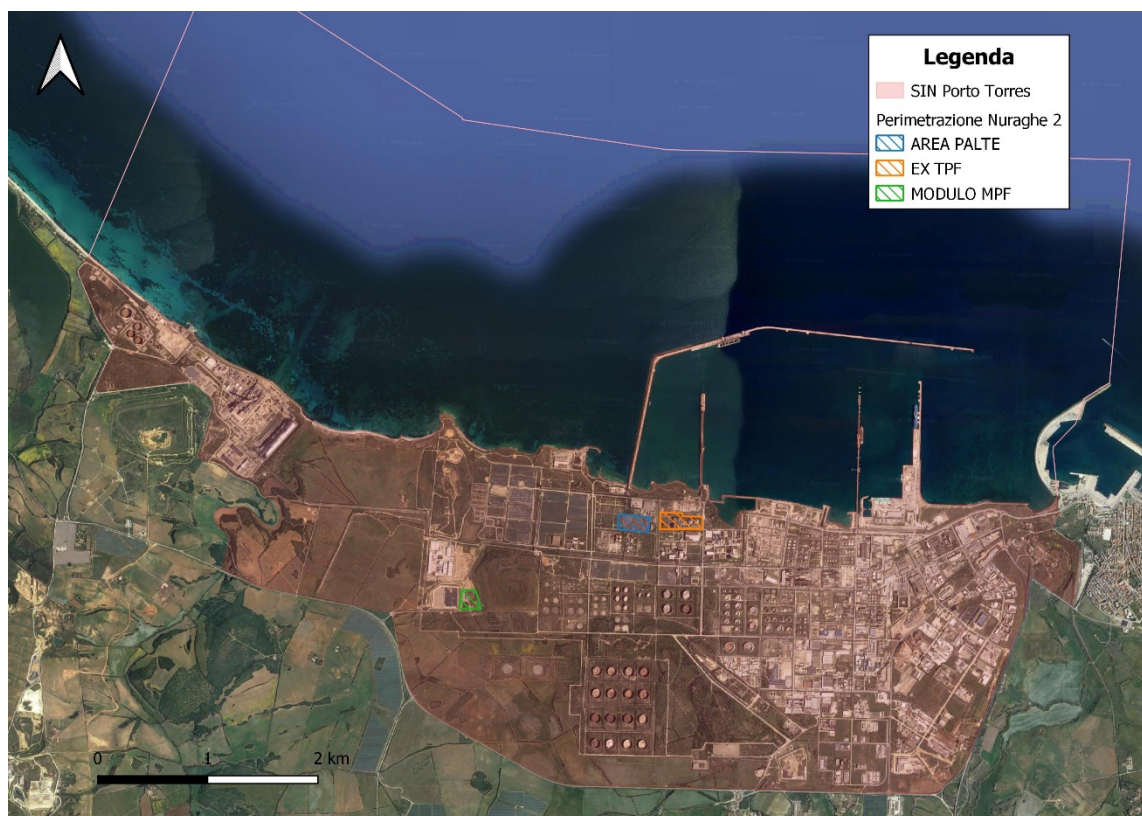 Legenda
SIN Porto Torres
Perimetrazione Nuraghe 2
AREA PALTE
EX TPF
MODULO MPF
0 1 2 km